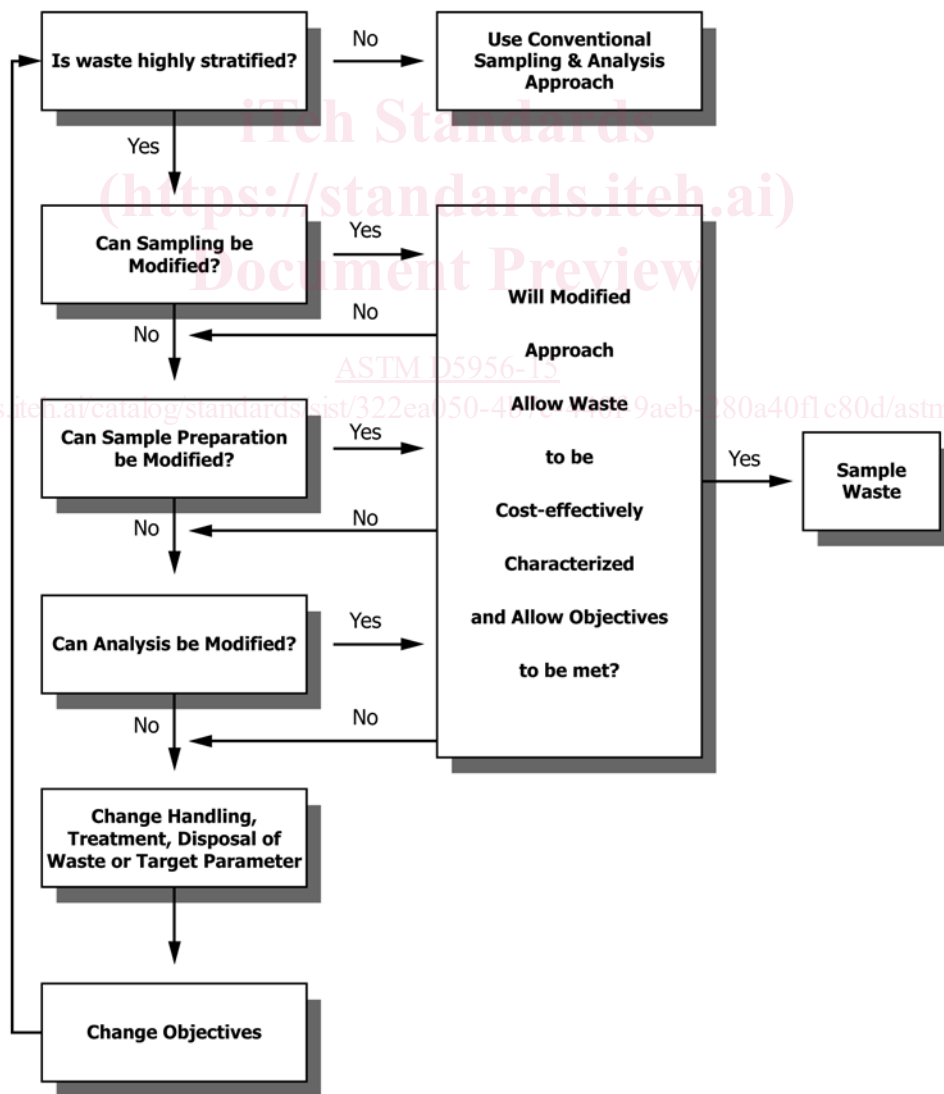 Is waste highly stratified?
No
Use Conventional
Sampling & Analysis
Approach
iTeh Standards
Yes
(https://standards.iteh.ai)
Can Sampling be
Modified?
Yes
Document Preview
No
No
Will Modified
Approach
Allow Waste
to be
Cost-effectively
Characterized
and Allow Objectives
to be met?
ASTM D5956-15
Can Sample Preparation
be Modified?
Yes
No
No
Yes
Sample
Waste
Can Analysis be Modified?
Yes
No
No
Change Handling,
Treatment, Disposal of
Waste or Target Parameter
Change Objectives